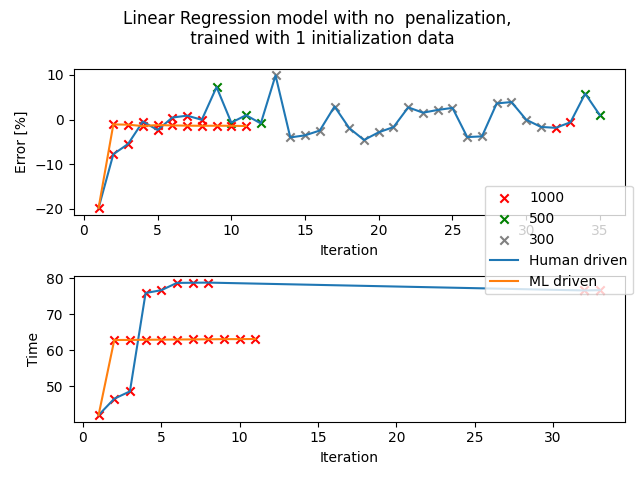 Linear Regression model with no  penalization,
trained with 1 initialization data
10
0
−10
−20
Error [%]
0 5 10 15 20 25 30 35
Iteration
1000
500
300
Human driven
ML driven
80
70
60
50
Time
0 5 10 15 20 25 30
Iteration